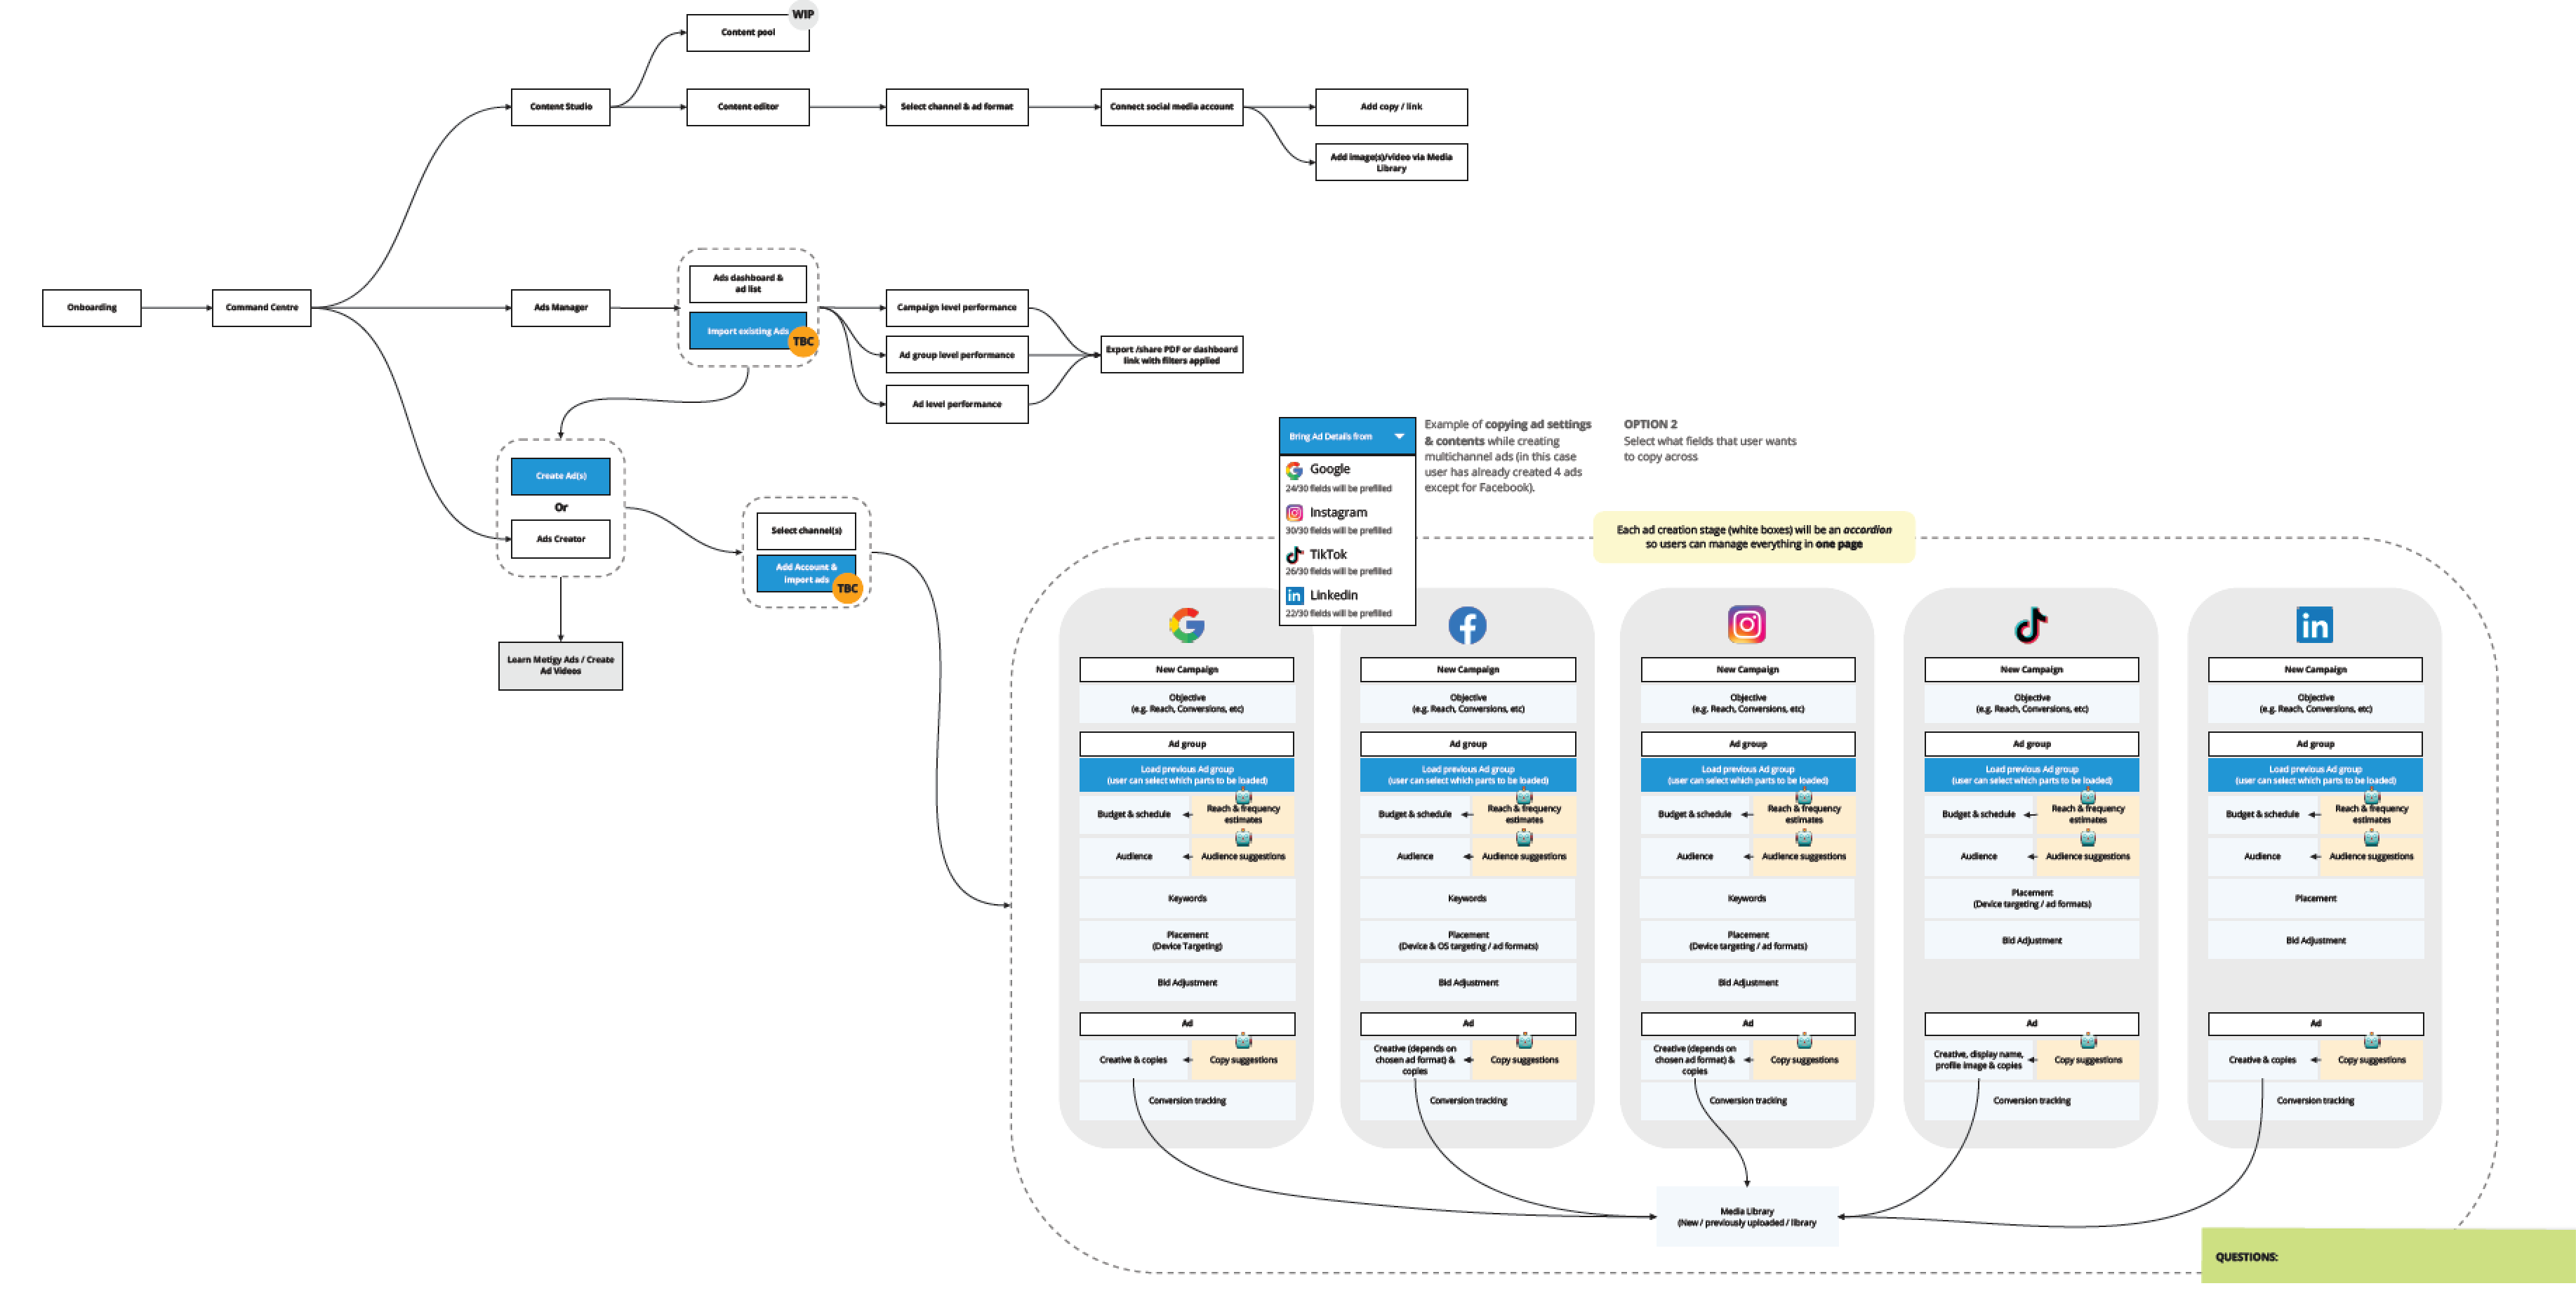 WIP
Content pool
Content Studio
Content editor
Select channel & ad format
Connect social media account
Add copy / link
Add image(s)/video via Media
Library
Onboarding
Command Centre
Ads Manager
Ads dashboard &
ad list
Import existing Ads
TBC
Campaign level performance
Ad group level performance
Ad level performance
Export /share PDF or dashboard
link with filters applied
Create Ad(s)
Or
Ads Creator
Learn Metigy Ads / Create
Ad Videos
Select channel(s)
Add Account &
import ads
TBC
Bring Ad Details from
Google
24/30 fields will be prefilled
Instagram
30/30 fields will be prefilled
TikTok
26/30 fields will be prefilled
Linkedin
22/30 fields will be prefilled
Example of copying ad settings
& contents while creating
multichannel ads (in this case
user has already created 4 ads
except for Facebook).
OPTION 2
Select what fields that user wants
to copy across
Each ad creation stage (white boxes) will be an accordion
so users can manage everything in one page
New Campaign
Objective
(e.g. Reach, Conversions, etc)
Ad group
Load previous Ad group
(user can select which parts to be loaded)
Budget & schedule
Reach & frequency
estimates
Audience
Audience suggestions
Keywords
Placement
(Device Targeting)
Bid Adjustment
Ad
Creative & copies
Copy suggestions
Conversion tracking
New Campaign
Objective
(e.g. Reach, Conversions, etc)
Ad group
Load previous Ad group
(user can select which parts to be loaded)
Budget & schedule
Reach & frequency
estimates
Audience
Audience suggestions
Keywords
Placement
(Device & OS targeting / ad formats)
Bid Adjustment
Ad
Creative (depends on
chosen ad format) &
copies
Copy suggestions
Conversion tracking
New Campaign
Objective
(e.g. Reach, Conversions, etc)
Ad group
Load previous Ad group
(user can select which parts to be loaded)
Budget & schedule
Reach & frequency
estimates
Audience
Audience suggestions
Keywords
Placement
(Device targeting / ad formats)
Bid Adjustment
Ad
Creative (depends on
chosen ad format) &
copies
Copy suggestions
Conversion tracking
New Campaign
Objective
(e.g. Reach, Conversions, etc)
Ad group
Load previous Ad group
(user can select which parts to be loaded)
Budget & schedule
Reach & frequency
estimates
Audience
Audience suggestions
Placement
(Device targeting / ad formats)
Bid Adjustment
Ad
Creative, display name,
profile image & copies
Copy suggestions
Conversion tracking
in
New Campaign
Objective
(e.g. Reach, Conversions, etc)
Ad group
Load previous Ad group
(user can select which parts to be loaded)
Budget & schedule
Reach & frequency
estimates
Audience
Audience suggestions
Placement
Bid Adjustment
Ad
Creative & copies
Copy suggestions
Conversion tracking
Media Library
(New / previously uploaded / library
QUESTIONS: